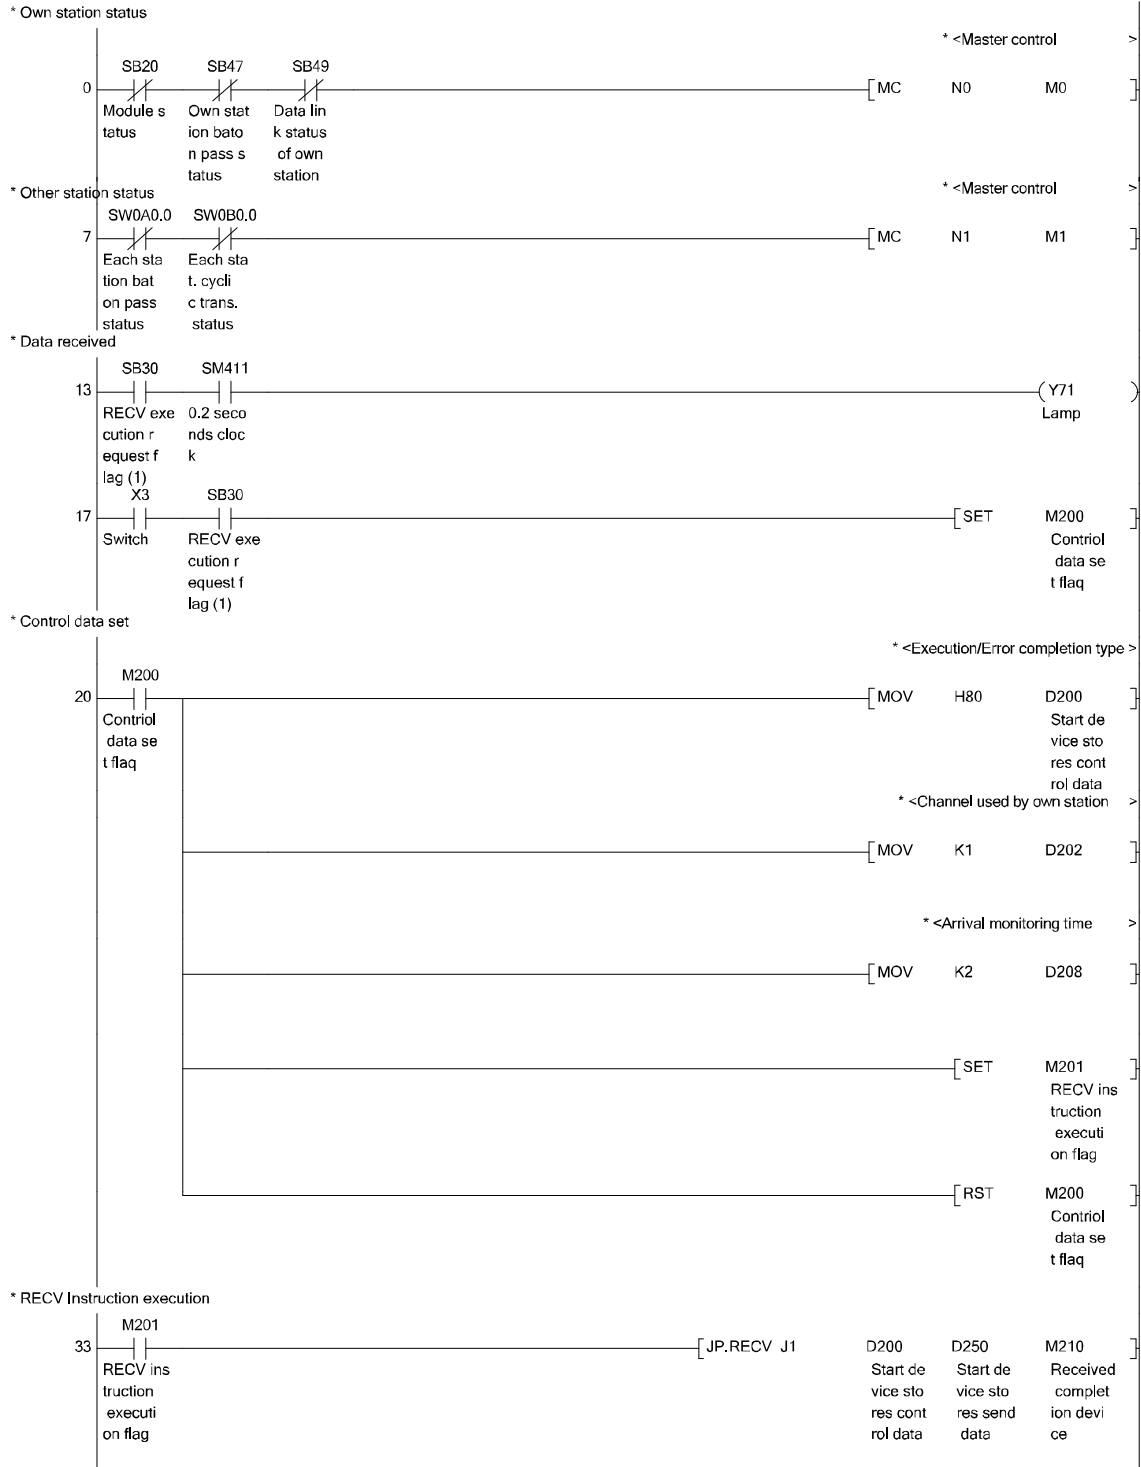 * Own station status
* <Master control >
SB20 SB47 SB49
0 [ MC N0 M0 ]
Module s Own stat Data lin
tatus ion bato k status
n pass s of own
tatus station
* Other station status
* <Master control >
SW0A0.0 SW0B0.0
7 [ MC N1 M1 ]
Each sta Each sta
tion bat t. cycli
on pass c trans.
status status
* Data received
SB30 SM411
13 ( Y71 )
RECV exe 0.2 seco Lamp
cution r nds cloc
equest f k
lag (1)
X3 SB30
17 [ SET M200 ]
Switch RECV exe Contriol
cution r data se
equest f t flaq
lag (1)
* Control data set
* <Execution/Error completion type >
M200
20 [ MOV H80 D200 ]
Contriol Start de
data se vice sto
t flaq res cont
rol data
* <Channel used by own station >
[ MOV K1 D202 ]
* <Arrival monitoring time >
[ MOV K2 D208 ]
[ SET M201 ]
RECV ins
truction
executi
on flag
[ RST M200 ]
Contriol
data se
t flaq
* RECV Instruction execution
M201
33 [ JP.RECV J1 D200 D250 M210 ]
RECV ins Start de Start de Received
truction vice sto vice sto complet
executi res cont res send ion devi
on flag rol data data ce